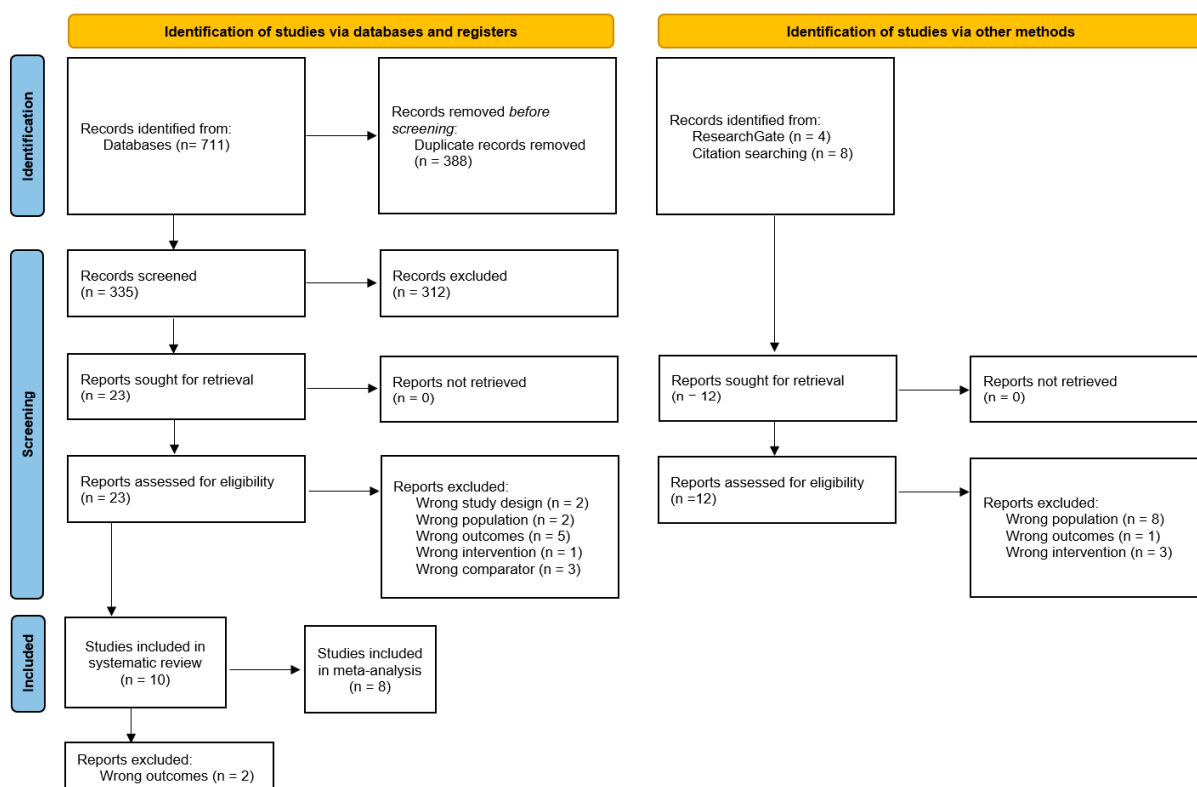 Identification of studies via databases and registers
Identification of studies via other methods
Identification
Records identified from:
Databases (n= 711)
Records removed before
screening:
Duplicate records removed
(n = 388)
Records identified from:
ResearchGate (n = 4)
Citation searching (n = 8)
Screening
Records screened
(n = 335)
Records excluded
(n = 312)
Reports sought for retrieval
(n = 23)
Reports not retrieved
(n = 0)
Reports sought for retrieval
(n = 12)
Reports not retrieved
(n = 0)
Reports assessed for eligibility
(n = 23)
Reports excluded:
Wrong study design (n = 2)
Wrong population (n = 2)
Wrong outcomes (n = 5)
Wrong intervention (n = 1)
Wrong comparator (n = 3)
Reports assessed for eligibility
(n =12)
Reports excluded:
Wrong population (n = 8)
Wrong outcomes (n = 1)
Wrong intervention (n = 3)
Included
Studies included in
systematic review
(n = 10)
Studies included
in meta-analysis
(n = 8)
Reports excluded:
Wrong outcomes (n = 2)